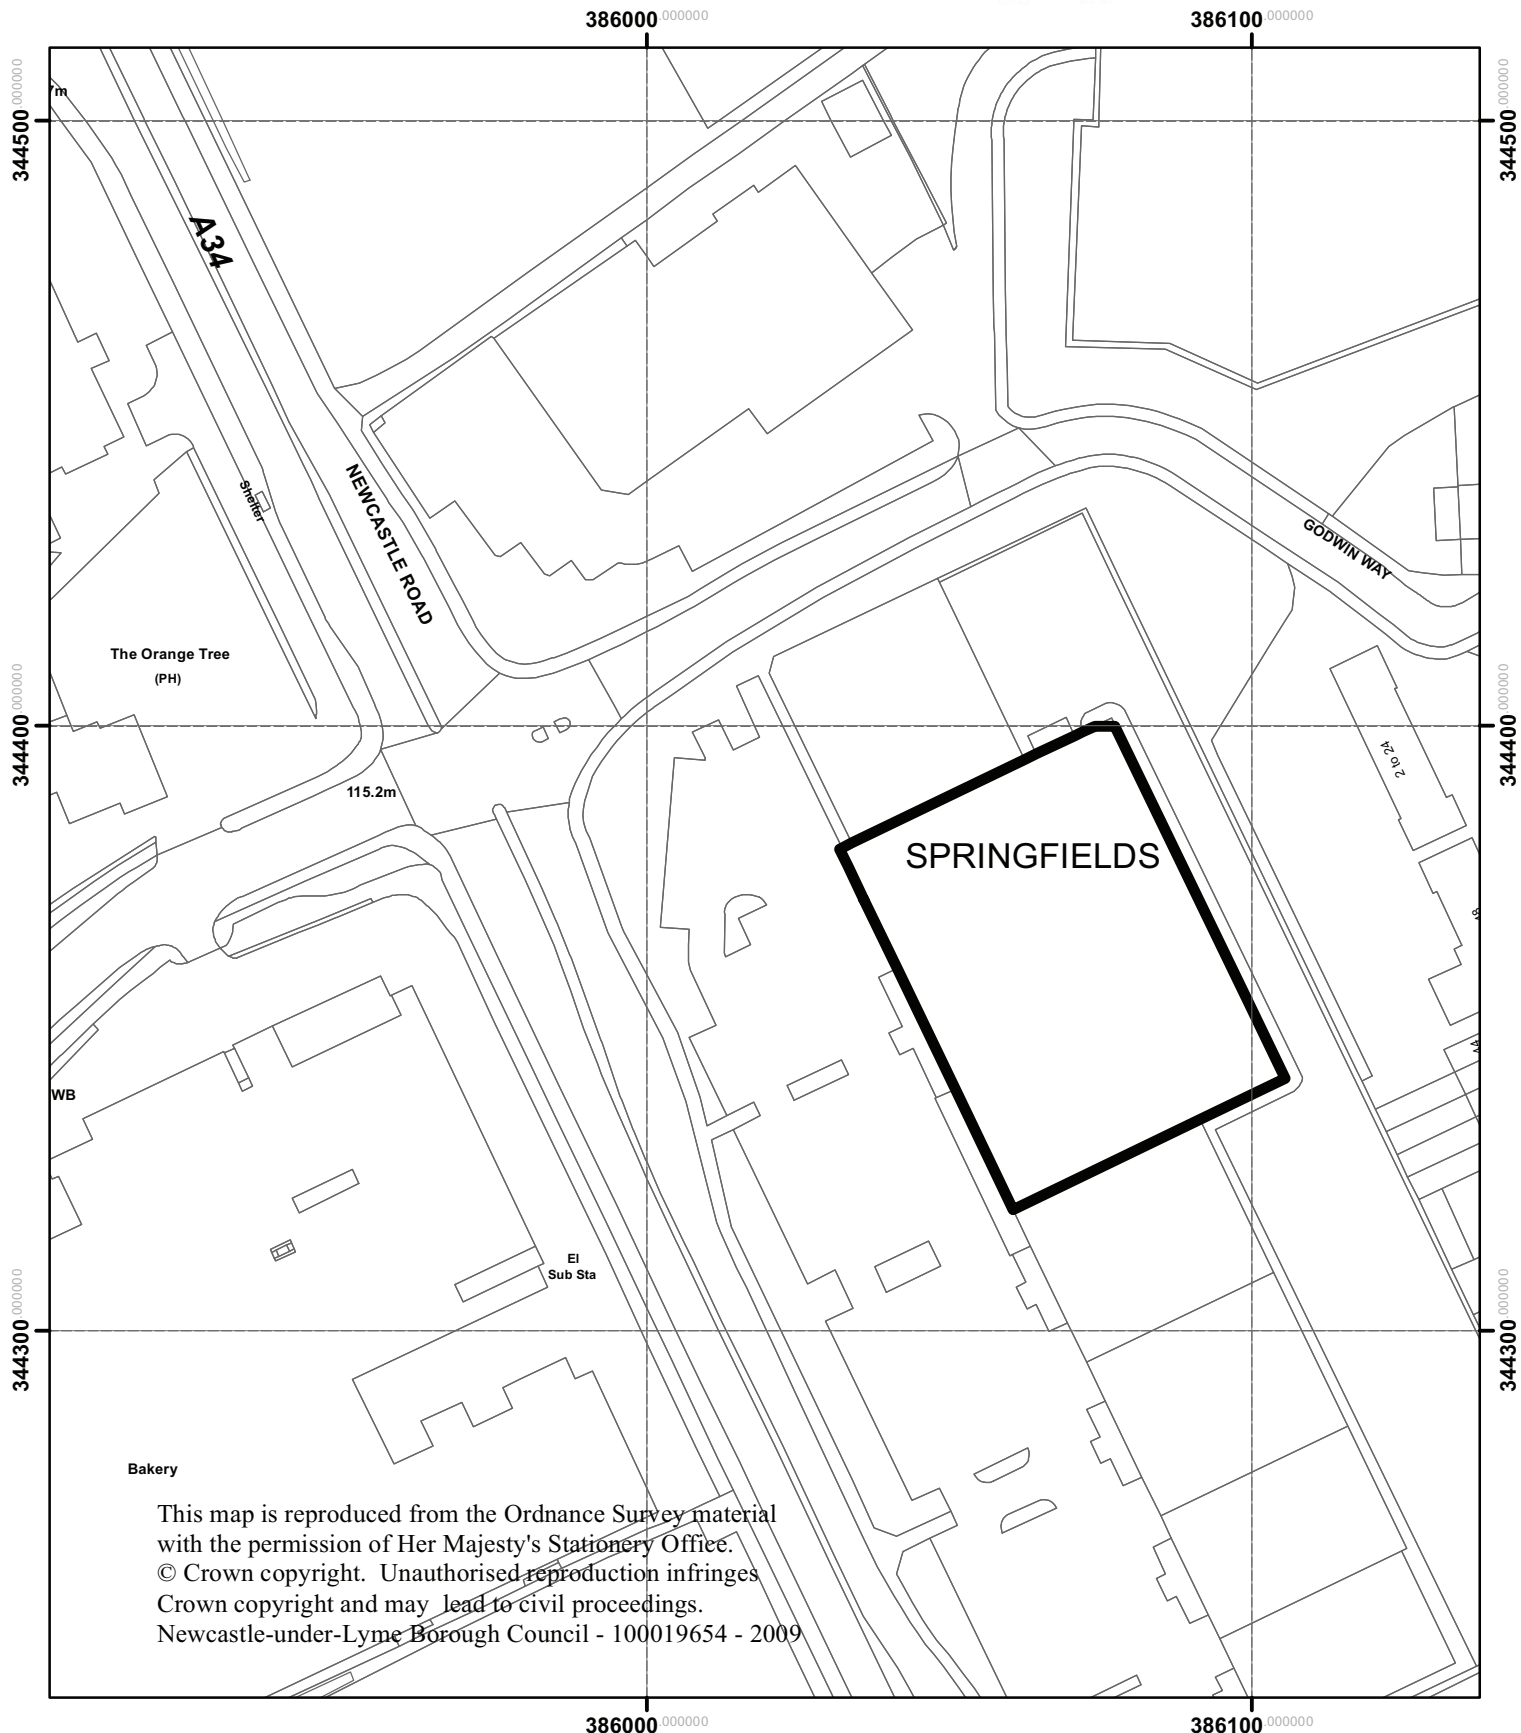 386000.000000
386100.000000
344500.000000
344500.000000
A34
NEWCASTLE ROAD
Shelter
GODWIN WAY
The Orange Tree
(PH)
344400.000000
344400.000000
2 to 24
115.2m
SPRINGFIELDS
WB
El
Sub Sta
344300.000000
344300.000000
Bakery
This map is reproduced from the Ordnance Survey material
with the permission of Her Majesty's Stationery Office.
© Crown copyright. Unauthorised reproduction infringes
Crown copyright and may lead to civil proceedings.
Newcastle-under-Lyme Borough Council - 100019654 - 2009
386000.000000
386100.000000